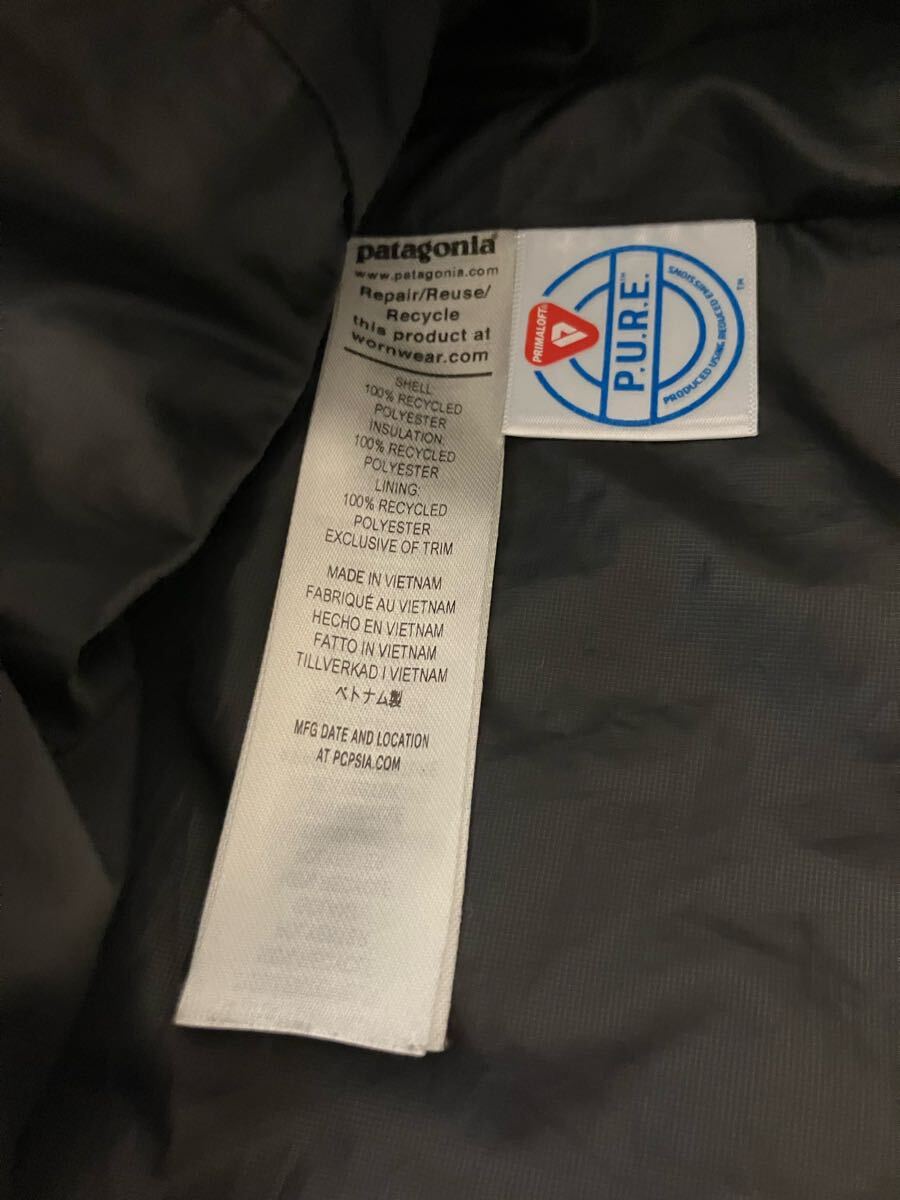 patagonia®
www.patagonia.com
Repair/Reuse/
Recycle
this product at
wornwear.com
SHELL:
100% RECYCLED
POLYESTER
INSULATION:
100% RECYCLED
POLYESTER
LINING:
100% RECYCLED
POLYESTER
EXCLUSIVE OF TRIM
MADE IN VIETNAM
FABRIQUÉ AU VIETNAM
HECHO EN VIETNAM
FATTO IN VIETNAM
TILLVERKAD I VIETNAM
ベトナム製
MFG DATE AND LOCATION
AT PCPSIA.COM
PRIMALOFT®
P.U.R.E.™
PRODUCED USING REDUCED EMISSIONS
™